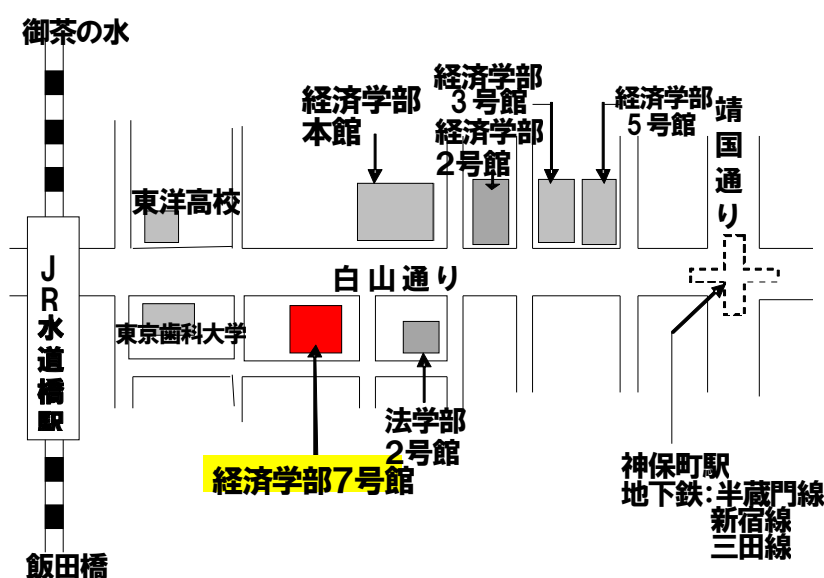 御茶の水
経済学部
本館
経済学部
3号館
経済学部
2号館
経済学部
5号館
靖国通り
東洋高校
白山通り
JR水道橋駅
東京歯科大学
法学部
2号館
経済学部7号館
神保町駅
地下鉄:半蔵門線
新宿線
三田線
飯田橋